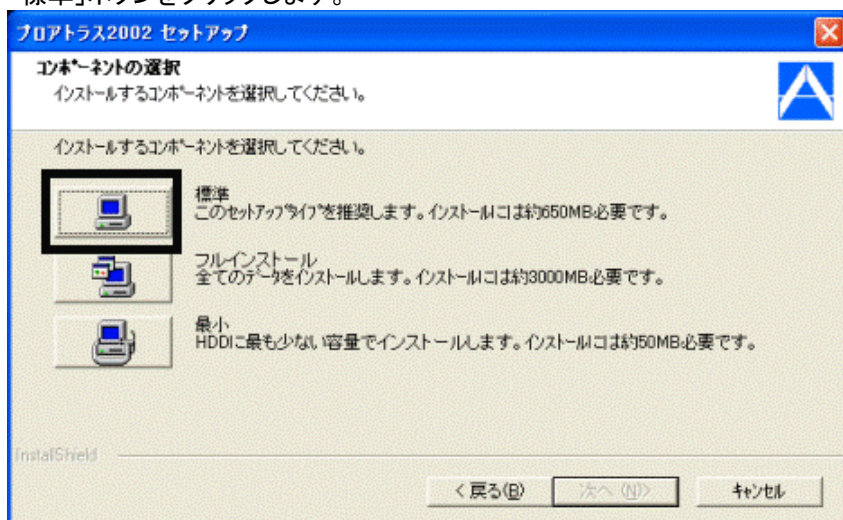 標準」ボタンをクリックします。
プロアトラス2002 セットアップ
コンポーネントの選択
インストールするコンポーネントを選択してください。
インストールするコンポーネントを選択してください。
標準
このセットアップタイプを推奨します。インストールには約650MB必要です。
フルインストール
全てのデータをインストールします。インストールには約3000MB必要です。
最小
HDDに最も少ない容量でインストールします。インストールには約50MB必要です。
InstallShield
< 戻る(B) 次へ (N)> キャンセル